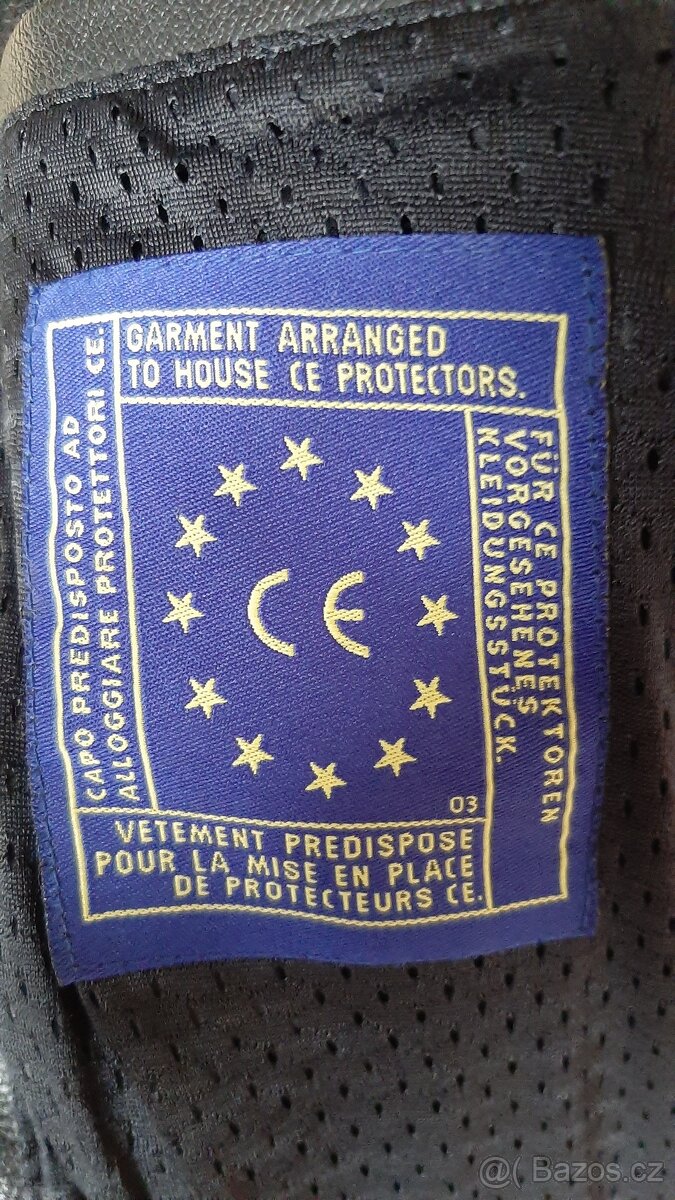 GARMENT ARRANGED
TO HOUSE CE PROTECTORS.
FÜR CE PROTEKTOREN
VORGESEHENES
KLEIDUNGSSTÜCK.
CE
03
VETEMENT PREDISPOSE
POUR LA MISE EN PLACE
DE PROTECTEURS CE.
CAPO PREDISPOSTO AD
ALLOGGIARE PROTETTORI CE.
@( Bazos.cz